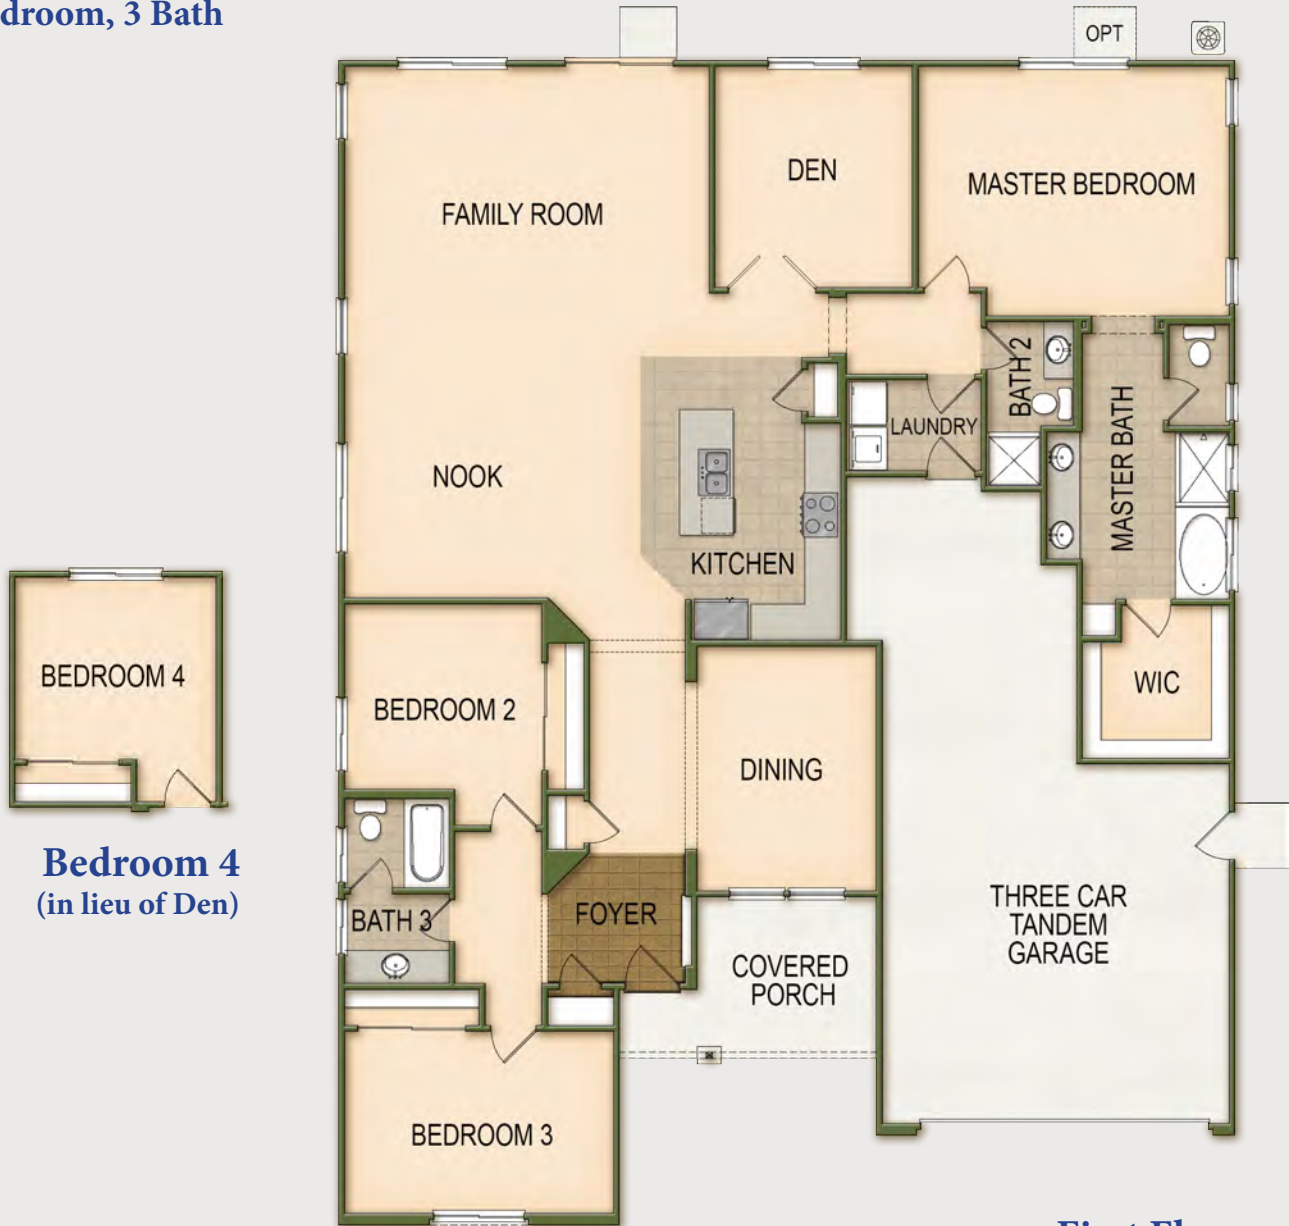 droom, 3 Bath
OPT
DEN
MASTER BEDROOM
FAMILY ROOM
BATH 2
LAUNDRY
MASTER BATH
NOOK
KITCHEN
BEDROOM 4
WIC
BEDROOM 2
DINING
Bedroom 4
(in lieu of Den)
THREE CAR
TANDEM
GARAGE
FOYER
BATH 3
COVERED
PORCH
BEDROOM 3
First Fl